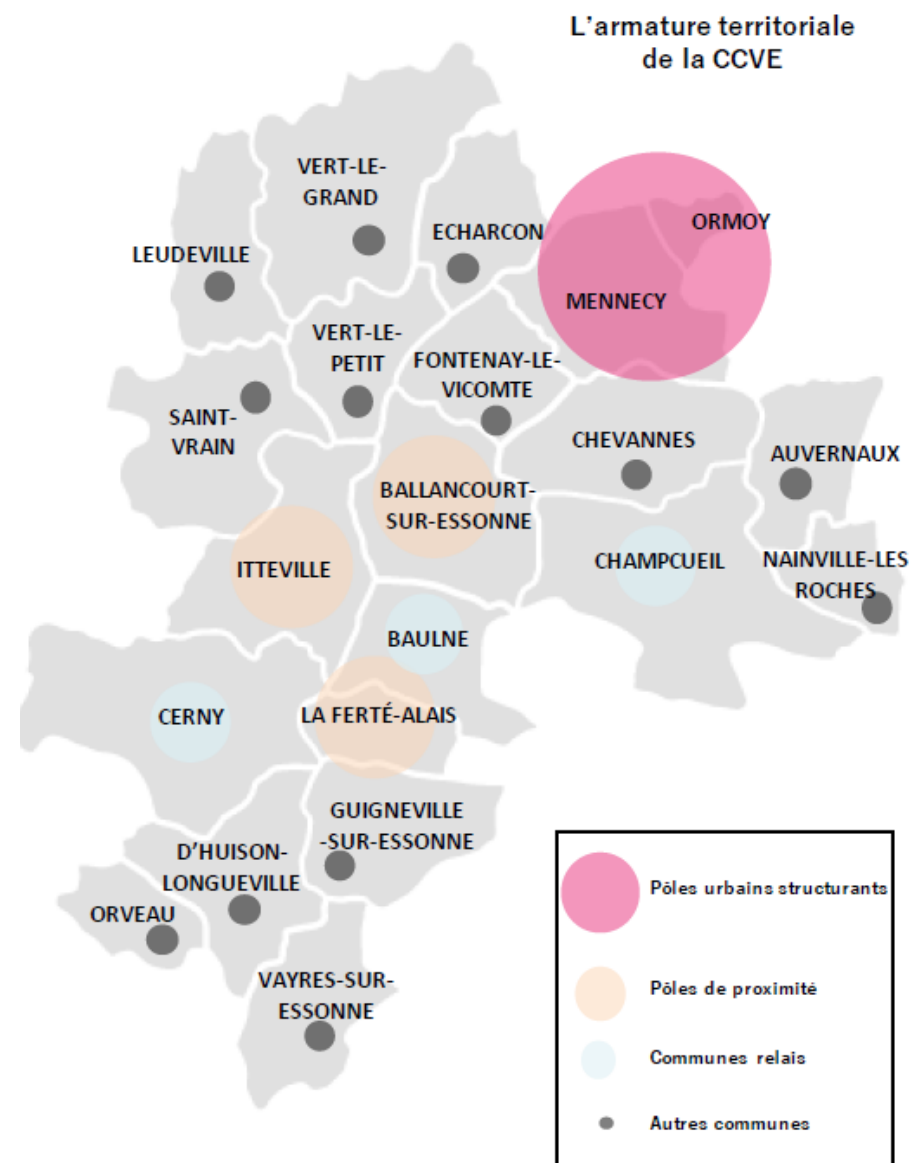 L'armature territoriale
de la CCVE
VERT-LE-
GRAND
ORMOY
ECHARCON
LEUDEVILLE
MENNECY
VERT-LE-
PETIT
FONTENAY-LE-
VICOMTE
SAINT-
VRAIN
CHEVANNES
AUVERNAUX
BALLANCOURT-
SUR-ESSONNE
ITTEVILLE
CHAMPCUEIL
NAINVILLE-LES
ROCHES
BAULNE
CERNY
LA FERTÉ-ALAIS
GUIGNEVILLE
-SUR-ESSONNE
D'HUISON-
LONGUEVILLE
ORVEAU
VAYRES-SUR-
ESSONNE
Pôles urbains structurants
Pôles de proximité
Communes relais
Autres communes